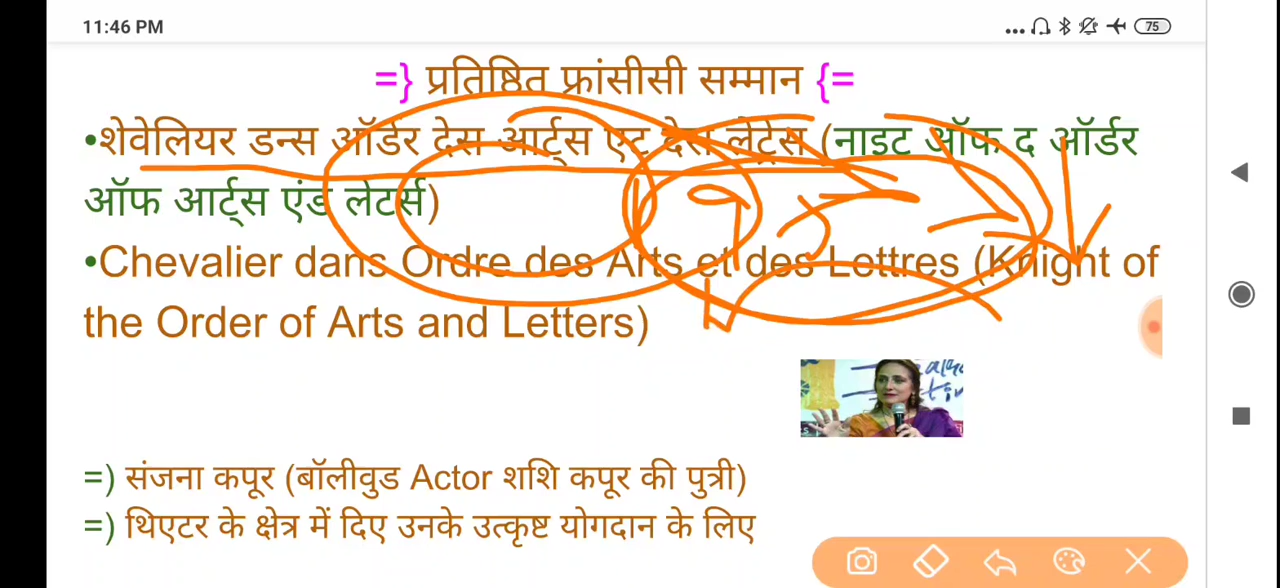 11:46 PM
75
=} प्रतिष्ठित फ्रांसीसी सम्मान {=
•शेवेलियर डन्स ऑर्डर देस आर्ट्स एट देस लेट्रेस (नाइट ऑफ द ऑर्डर
ऑफ आर्ट्स एंड लेटर्स)
•Chevalier dans Ordre des Arts et des Lettres (Knight of
the Order of Arts and Letters)
=) संजना कपूर (बॉलीवुड Actor शशि कपूर की पुत्री)
=) थिएटर के क्षेत्र में दिए उनके उत्कृष्ट योगदान के लिए